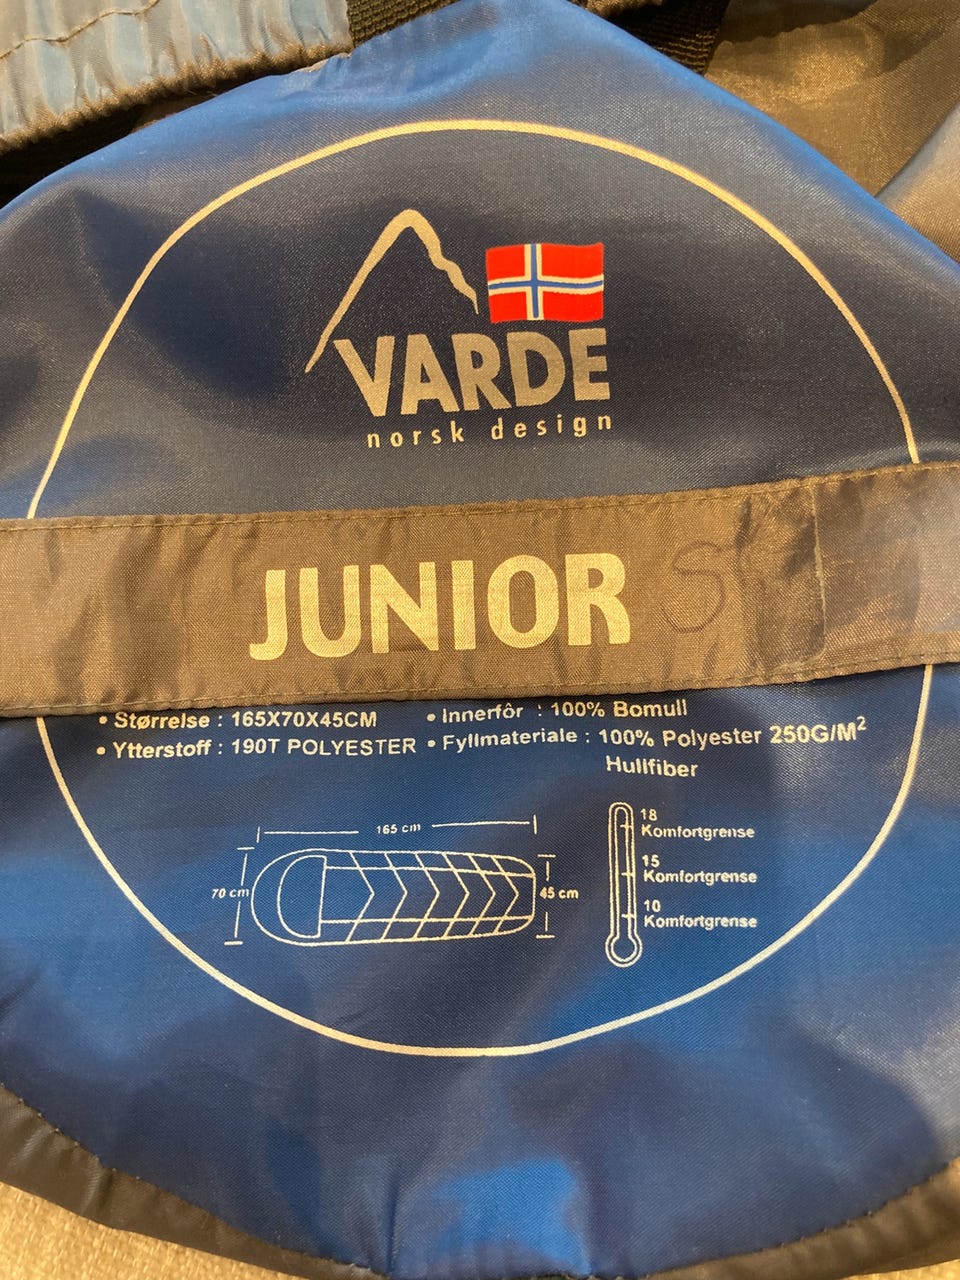 VARDE
norsk design
JUNIOR
• Størrelse : 165X70X45CM
• Innerfôr : 100% Bomull
• Ytterstoff : 190T POLYESTER
• Fyllmateriale : 100% Polyester 250G/M²
Hullfiber
165 cm
70 cm
45 cm
18
Komfortgrense
15
Komfortgrense
10
Komfortgrense